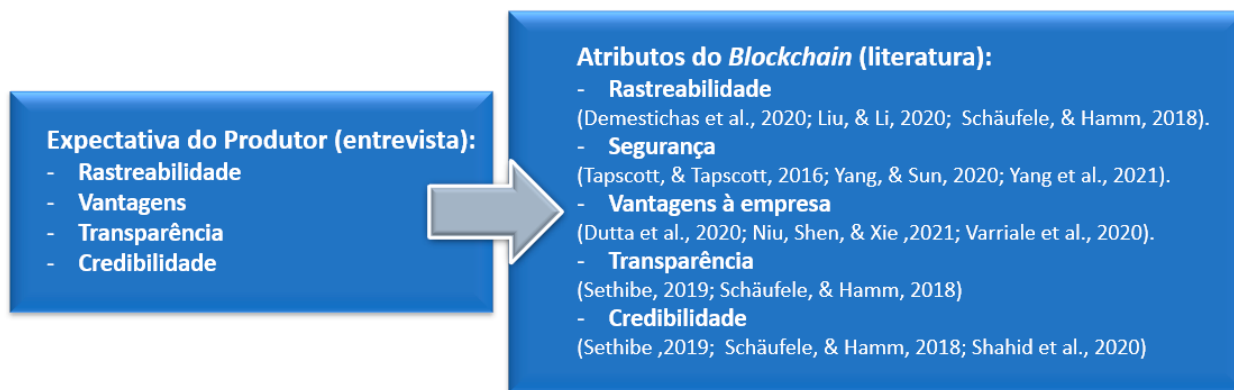 Expectativa do Produtor (entrevista):
- Rastreabilidade
- Vantagens
- Transparência
- Credibilidade
Atributos do Blockchain (literatura):
- Rastreabilidade
(Demestichas et al., 2020; Liu, & Li, 2020; Schäufele, & Hamm, 2018).
- Segurança
(Tapscott, & Tapscott, 2016; Yang, & Sun, 2020; Yang et al., 2021).
- Vantagens à empresa
(Dutta et al., 2020; Niu, Shen, & Xie ,2021; Varriale et al., 2020).
- Transparência
(Sethibe, 2019; Schäufele, & Hamm, 2018)
- Credibilidade
(Sethibe ,2019; Schäufele, & Hamm, 2018; Shahid et al., 2020)